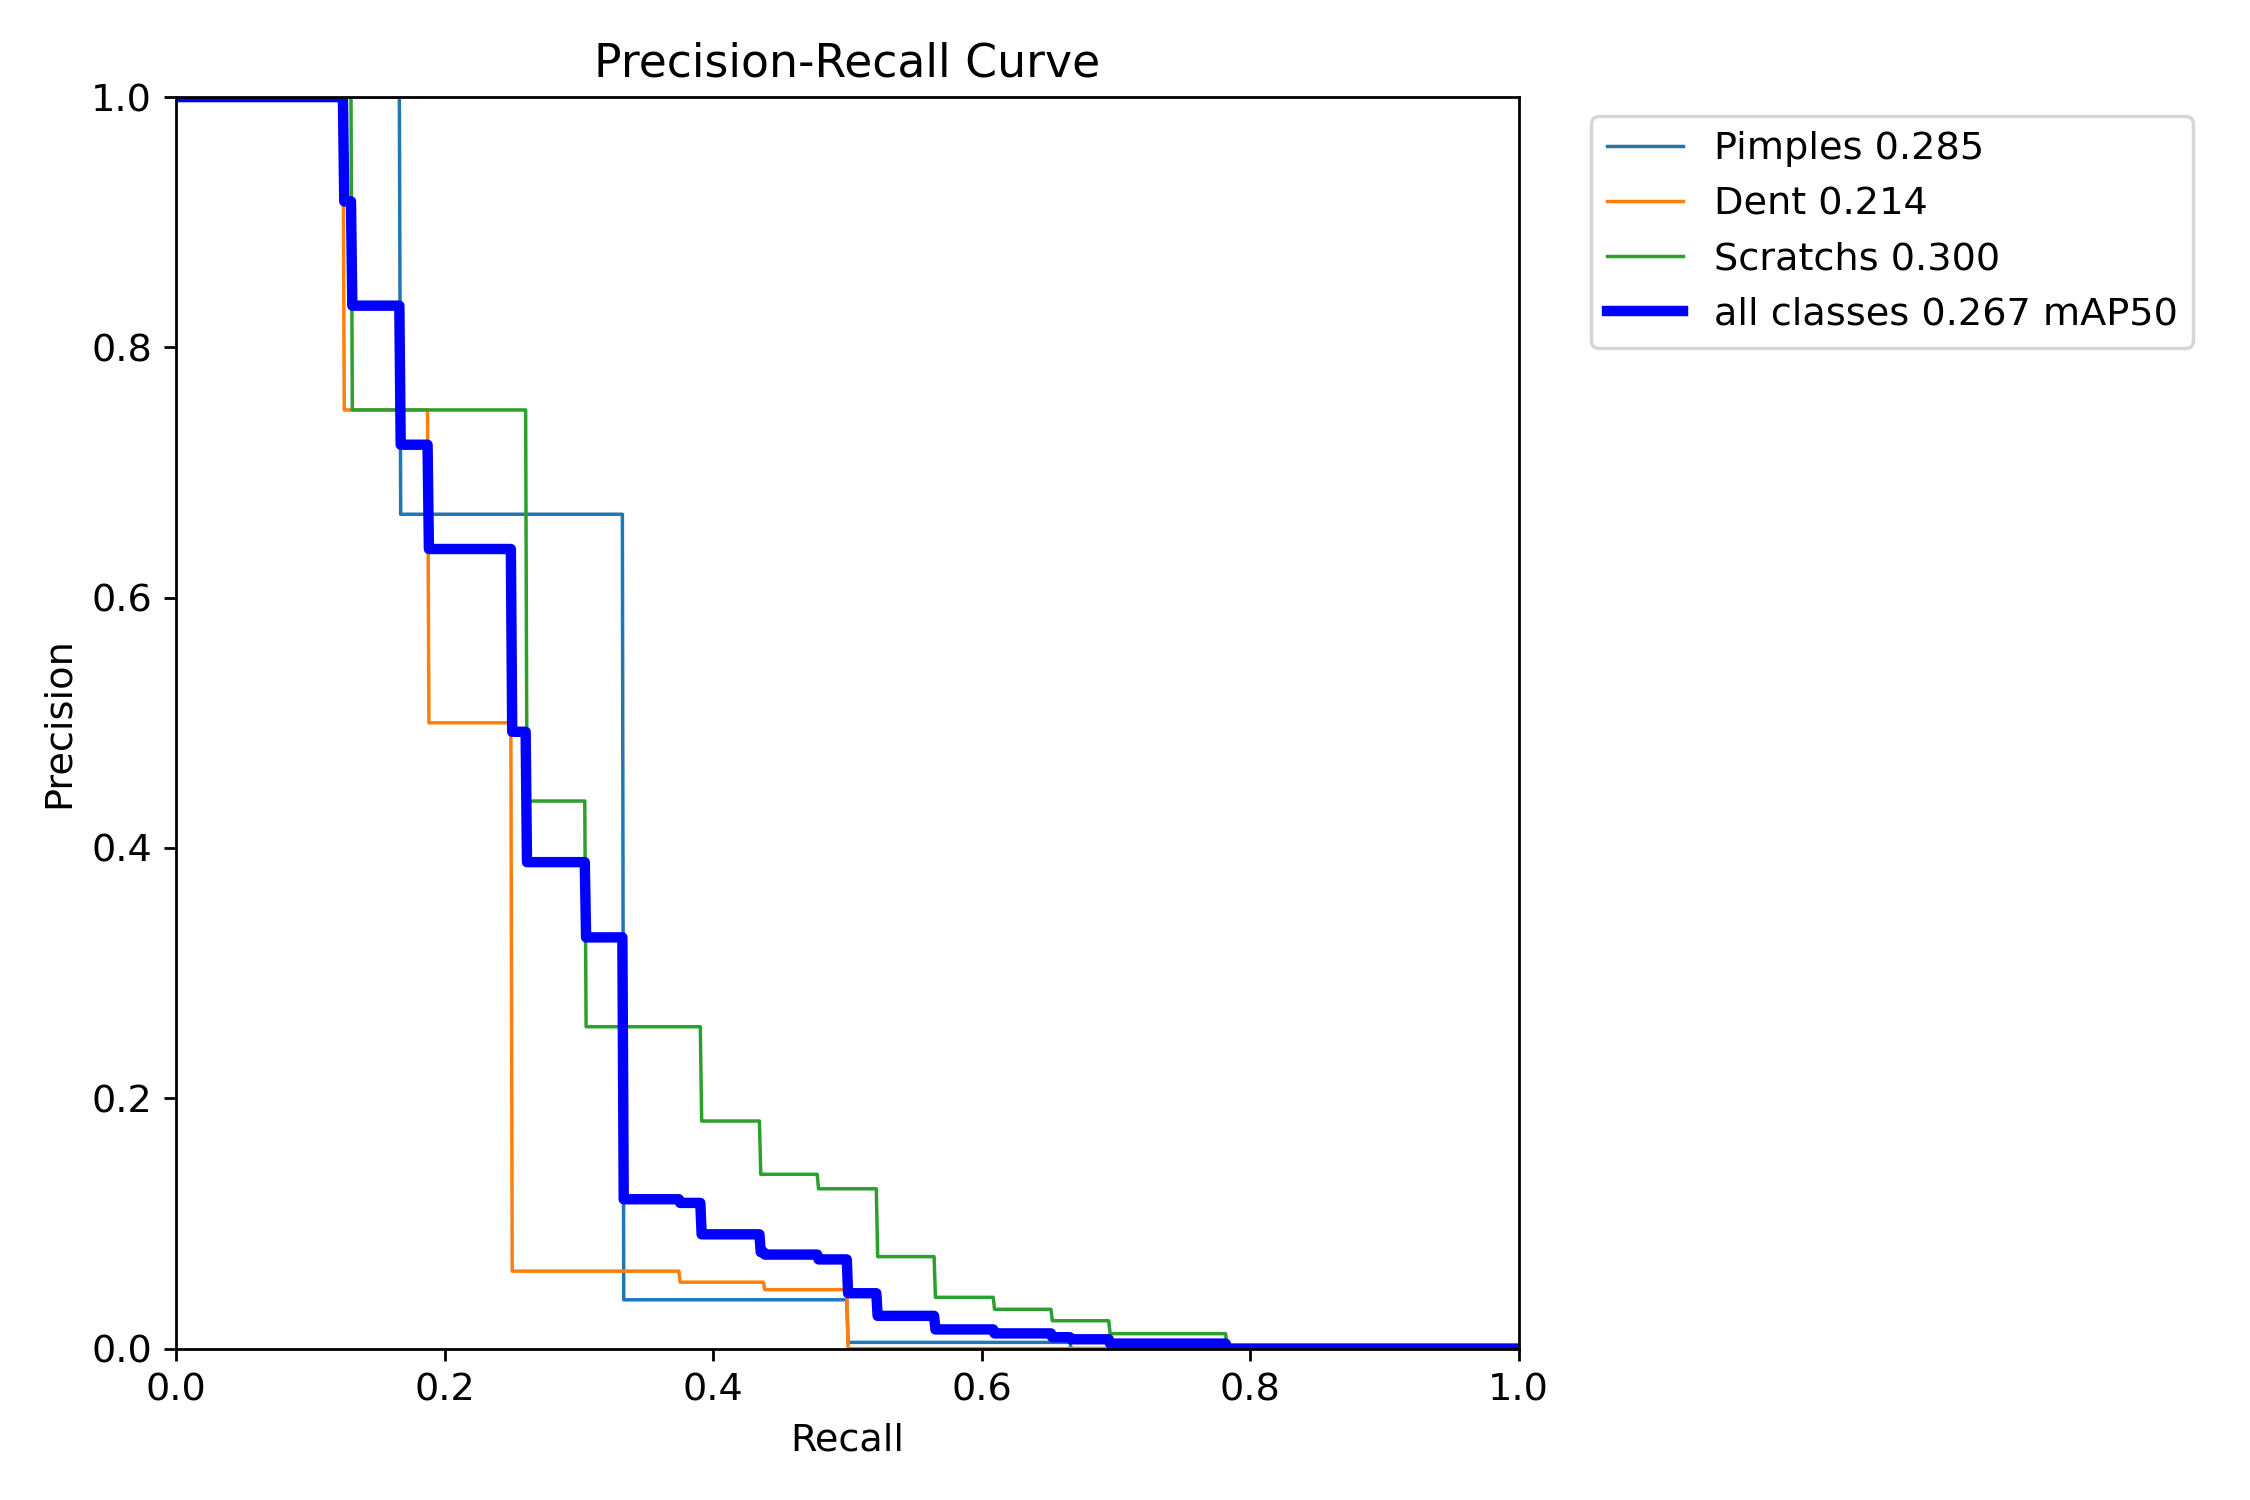 Precision-Recall Curve
1.0
0.8
0.6
0.4
0.2
0.0
Precision
0.0 0.2 0.4 0.6 0.8 1.0
Recall
Pimples 0.285
Dent 0.214
Scratchs 0.300
all classes 0.267 mAP50